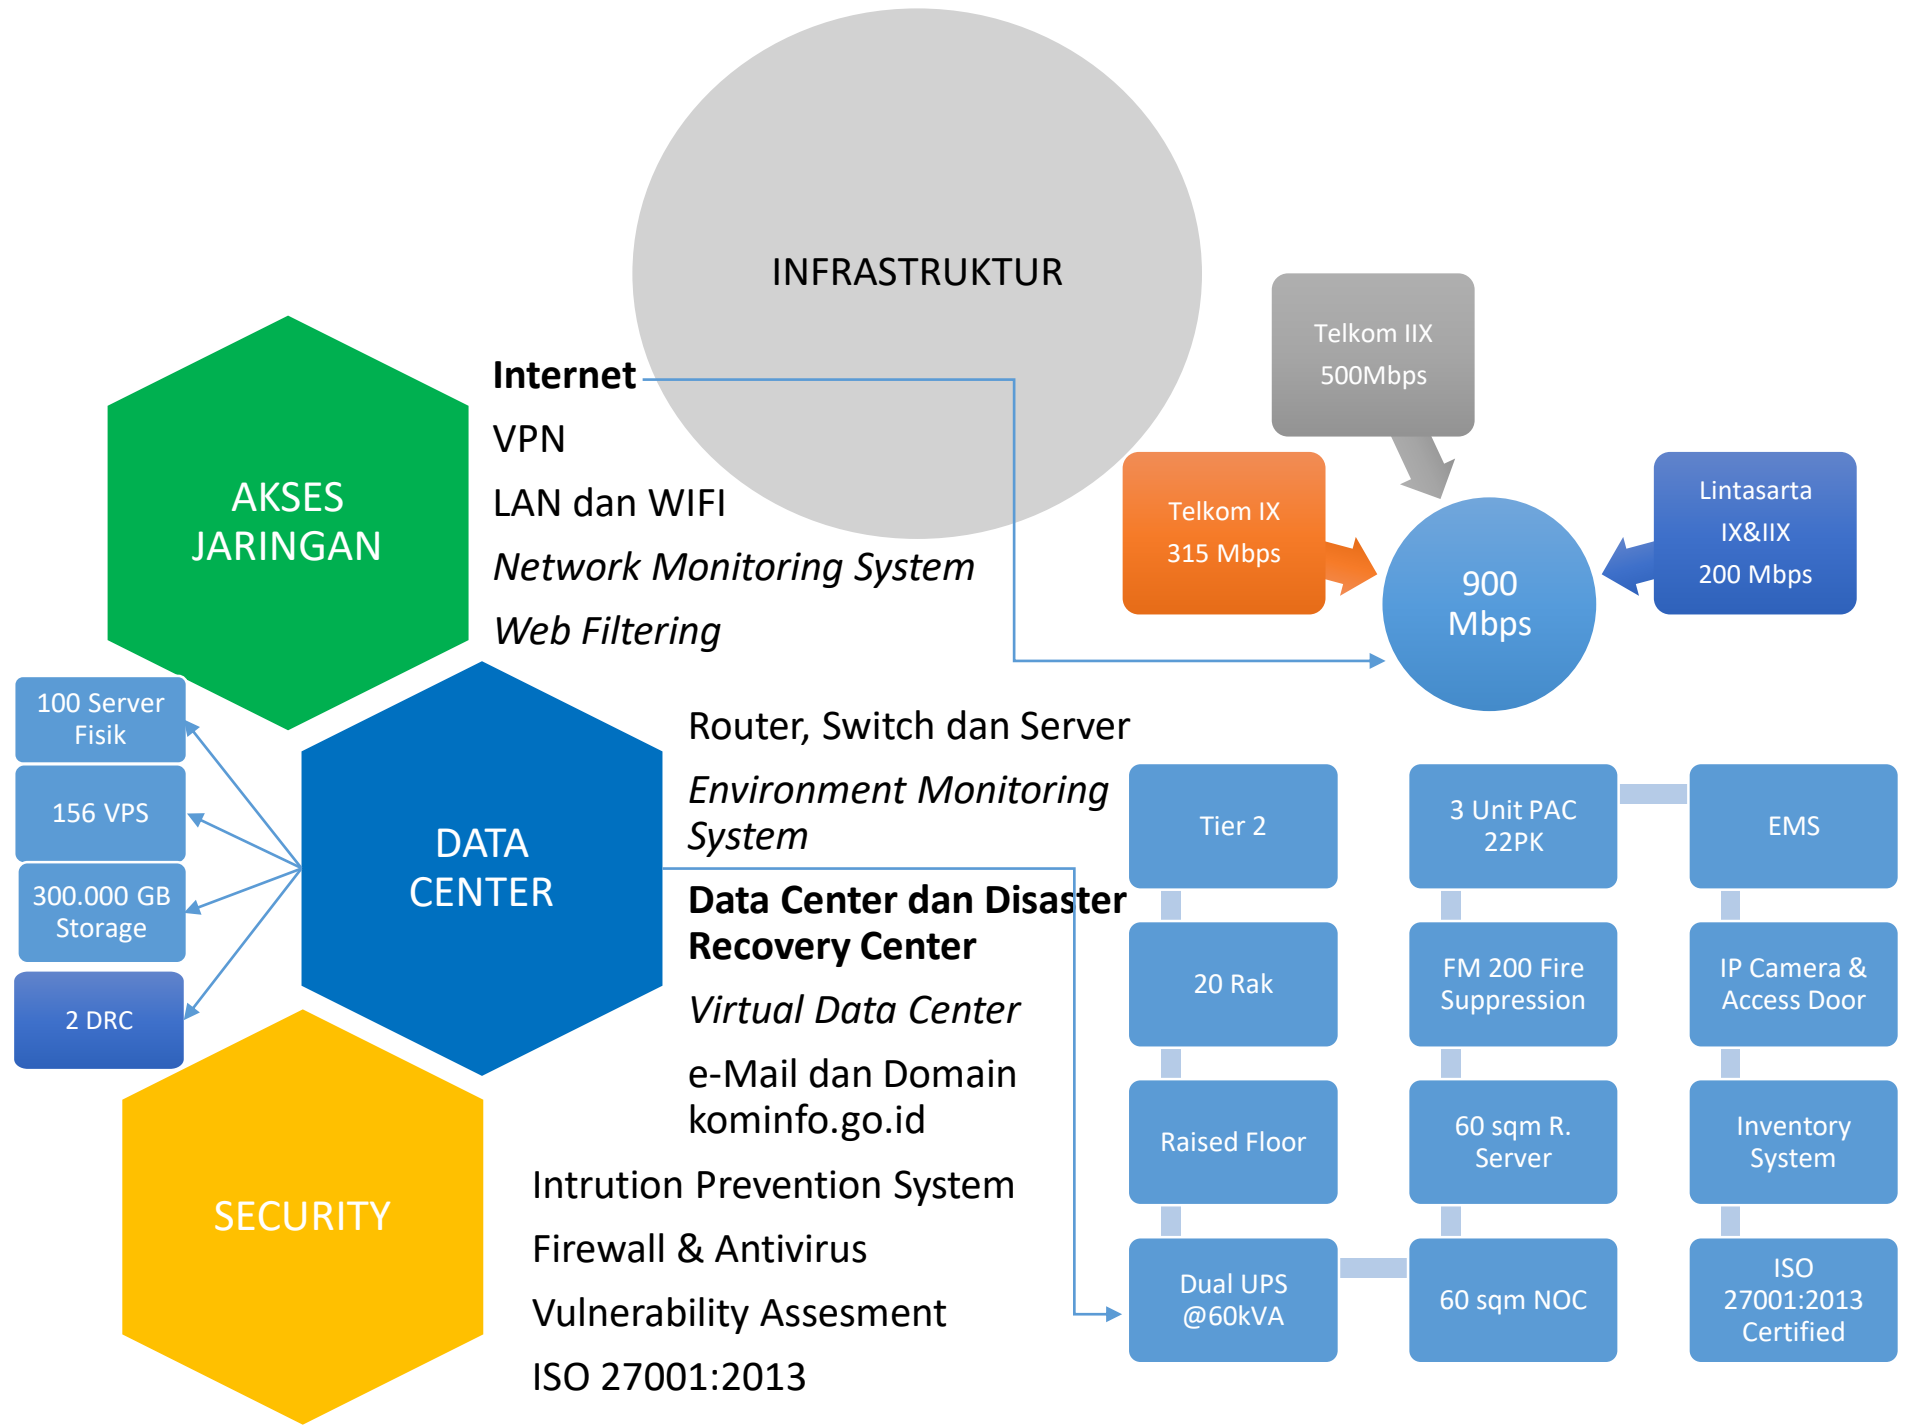 INFRASTRUKTUR
AKSES
JARINGAN
Internet
VPN
LAN dan WIFI
Network Monitoring System
Web Filtering
Telkom IIX
500Mbps
Telkom IX
315 Mbps
Lintasarta
IX&IIX
200 Mbps
900
Mbps
100 Server
Fisik
156 VPS
300.000 GB
Storage
2 DRC
DATA
CENTER
Router, Switch dan Server
Environment Monitoring
System
Data Center dan Disaster
Recovery Center
Virtual Data Center
e-Mail dan Domain
kominfo.go.id
Tier 2
20 Rak
Raised Floor
Dual UPS
@60kVA
60 sqm NOC
60 sqm R.
Server
FM 200 Fire
Suppression
3 Unit PAC
22PK
EMS
IP Camera &
Access Door
Inventory
System
ISO
27001:2013
Certified
SECURITY
Intrution Prevention System
Firewall & Antivirus
Vulnerability Assesment
ISO 27001:2013